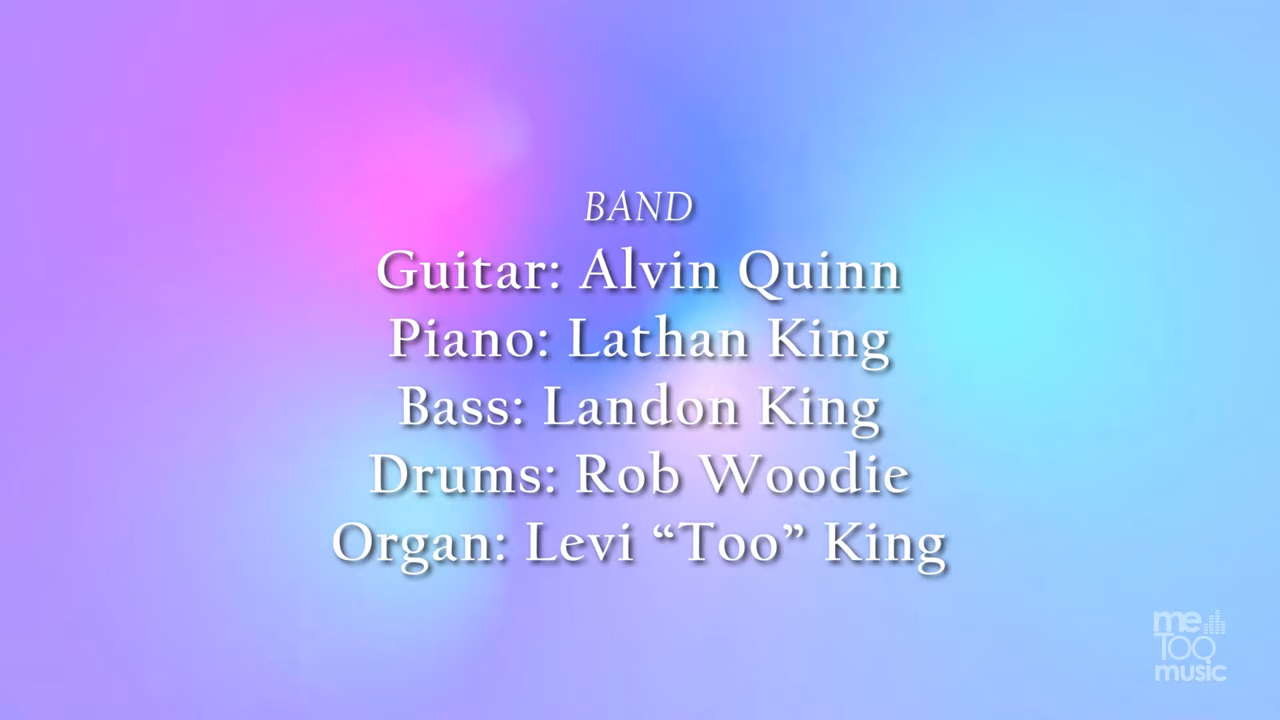 BAND
Guitar: Alvin Quinn
Piano: Lathan King
Bass: Landon King
Drums: Rob Woodie
Organ: Levi “Too” King
me
TOO
music